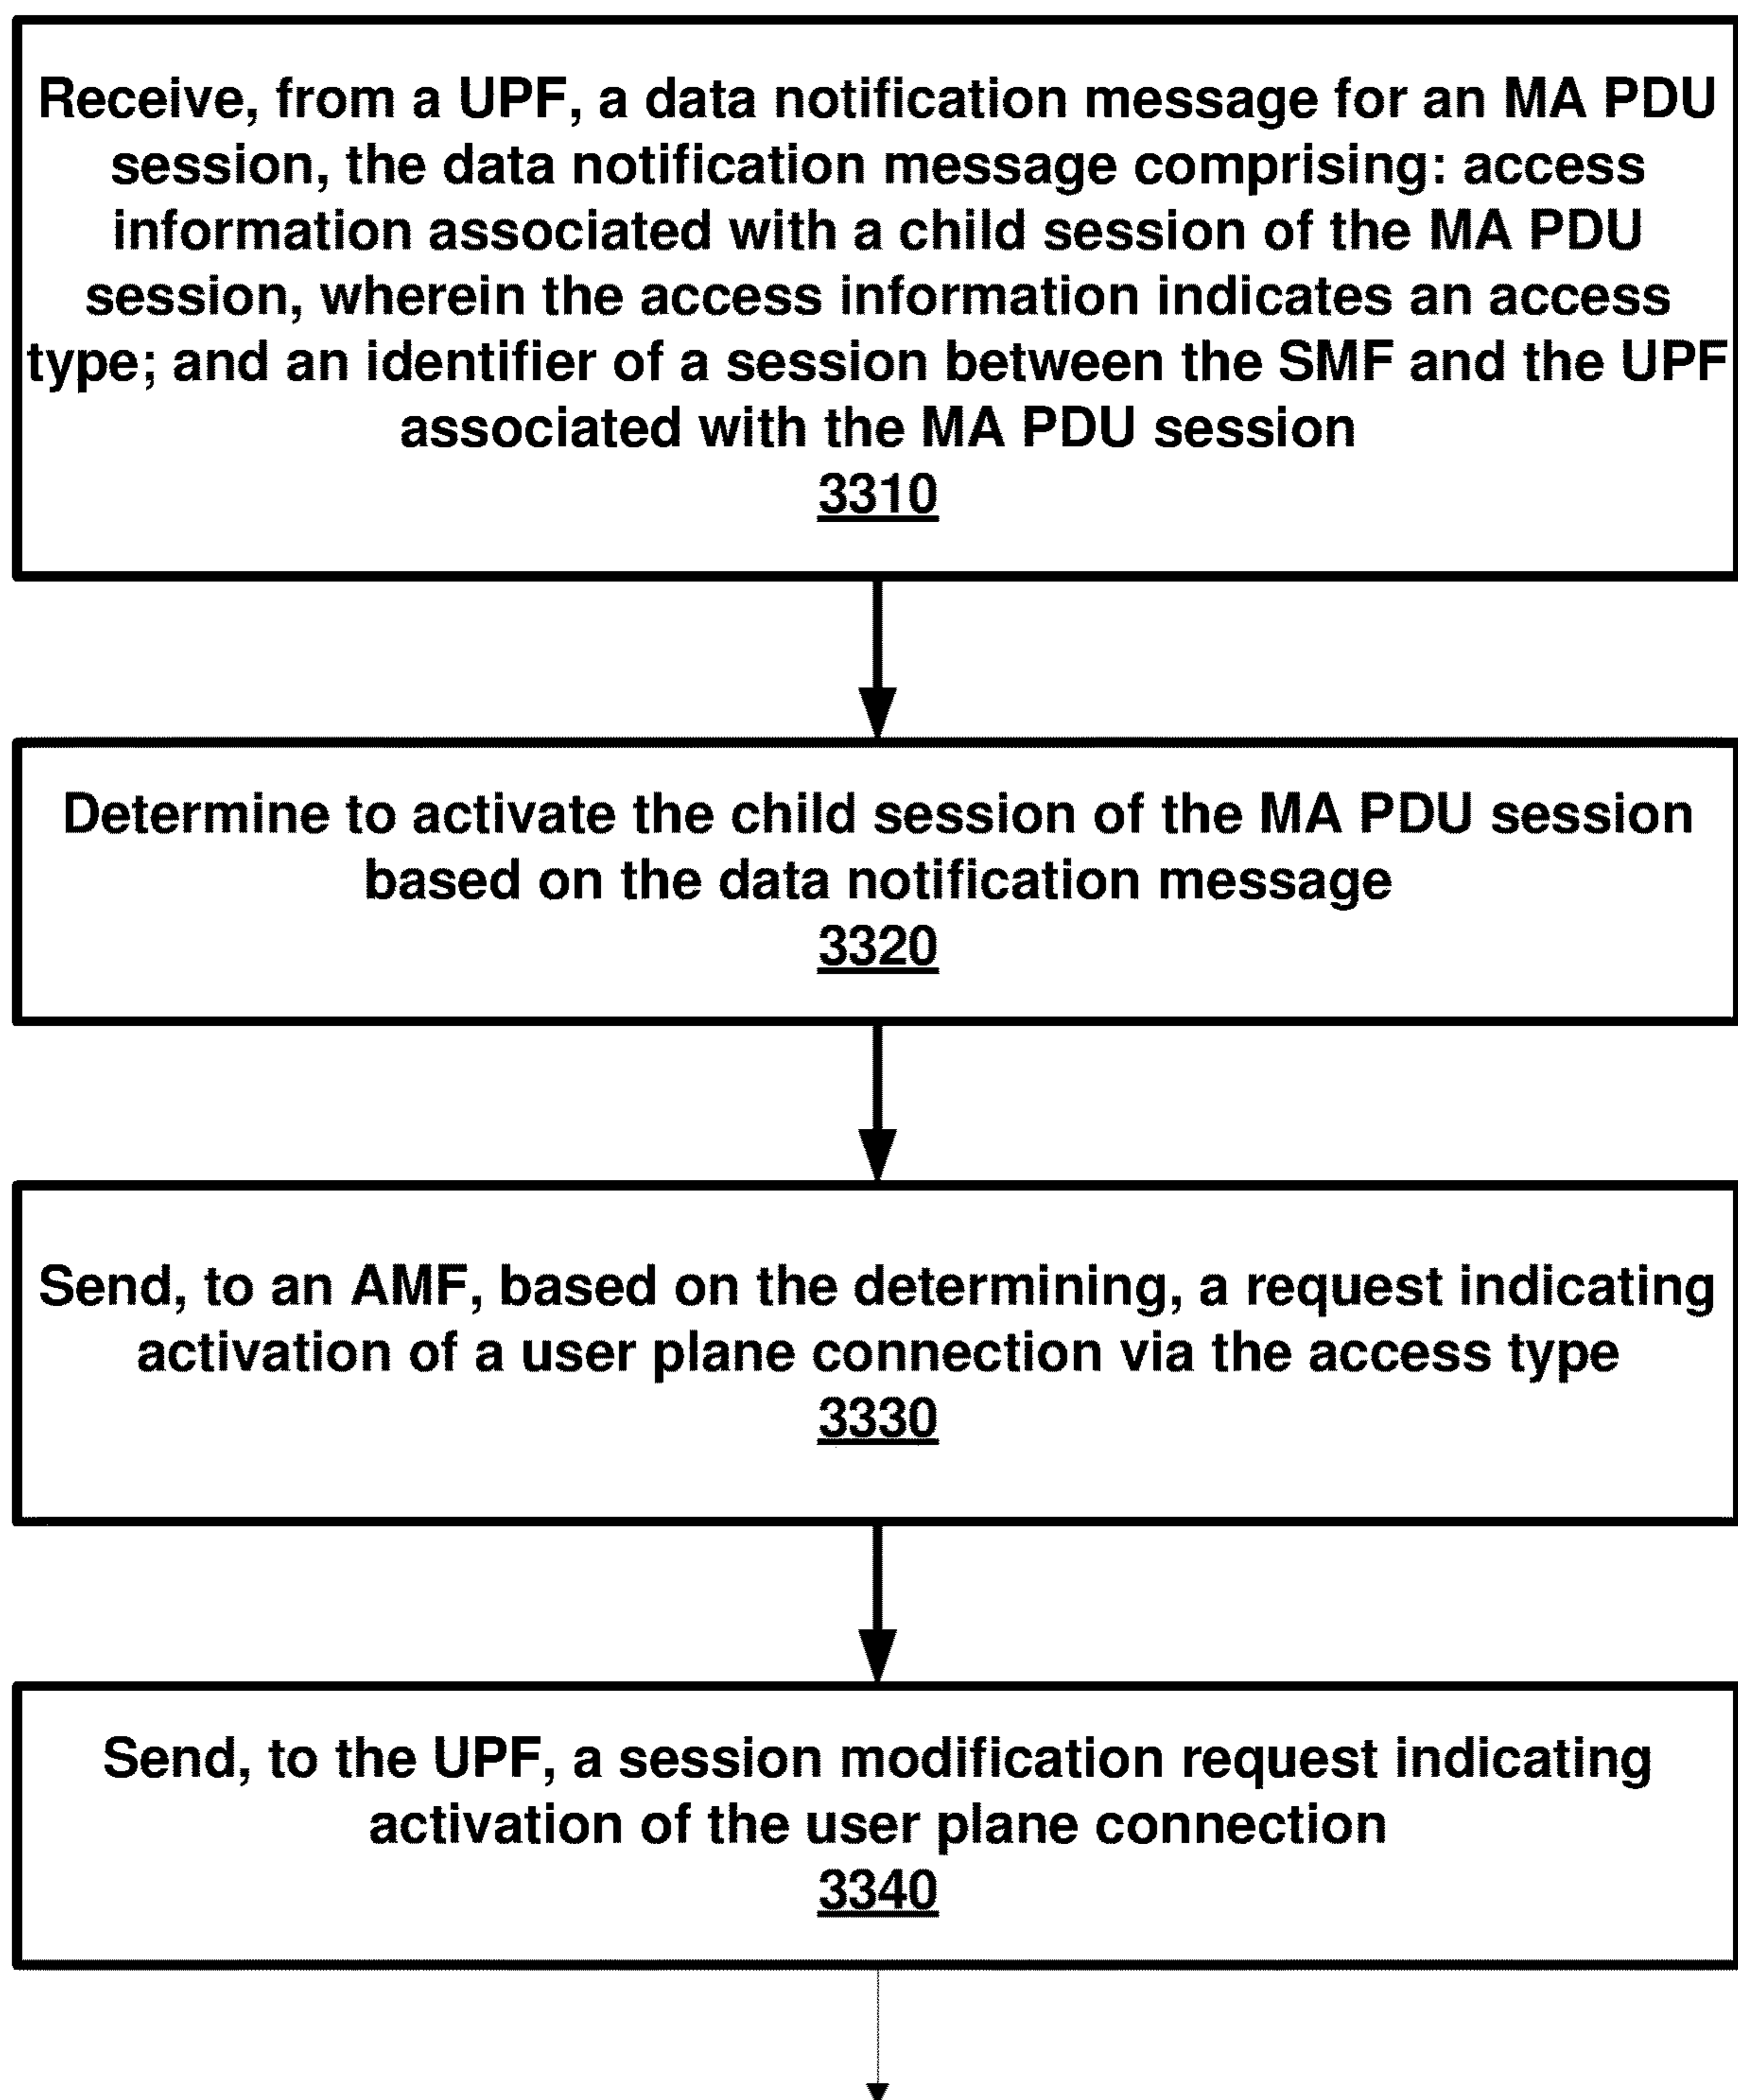 Receive, from a UPF, a data notification message for an MA PDU
session, the data notification message comprising: access
information associated with a child session of the MA PDU
session, wherein the access information indicates an access
type; and an identifier of a session between the SMF and the UPF
associated with the MA PDU session
3310
Determine to activate the child session of the MA PDU session
based on the data notification message
3320
Send, to an AMF, based on the determining, a request indicating
activation of a user plane connection via the access type
3330
Send, to the UPF, a session modification request indicating
activation of the user plane connection
3340